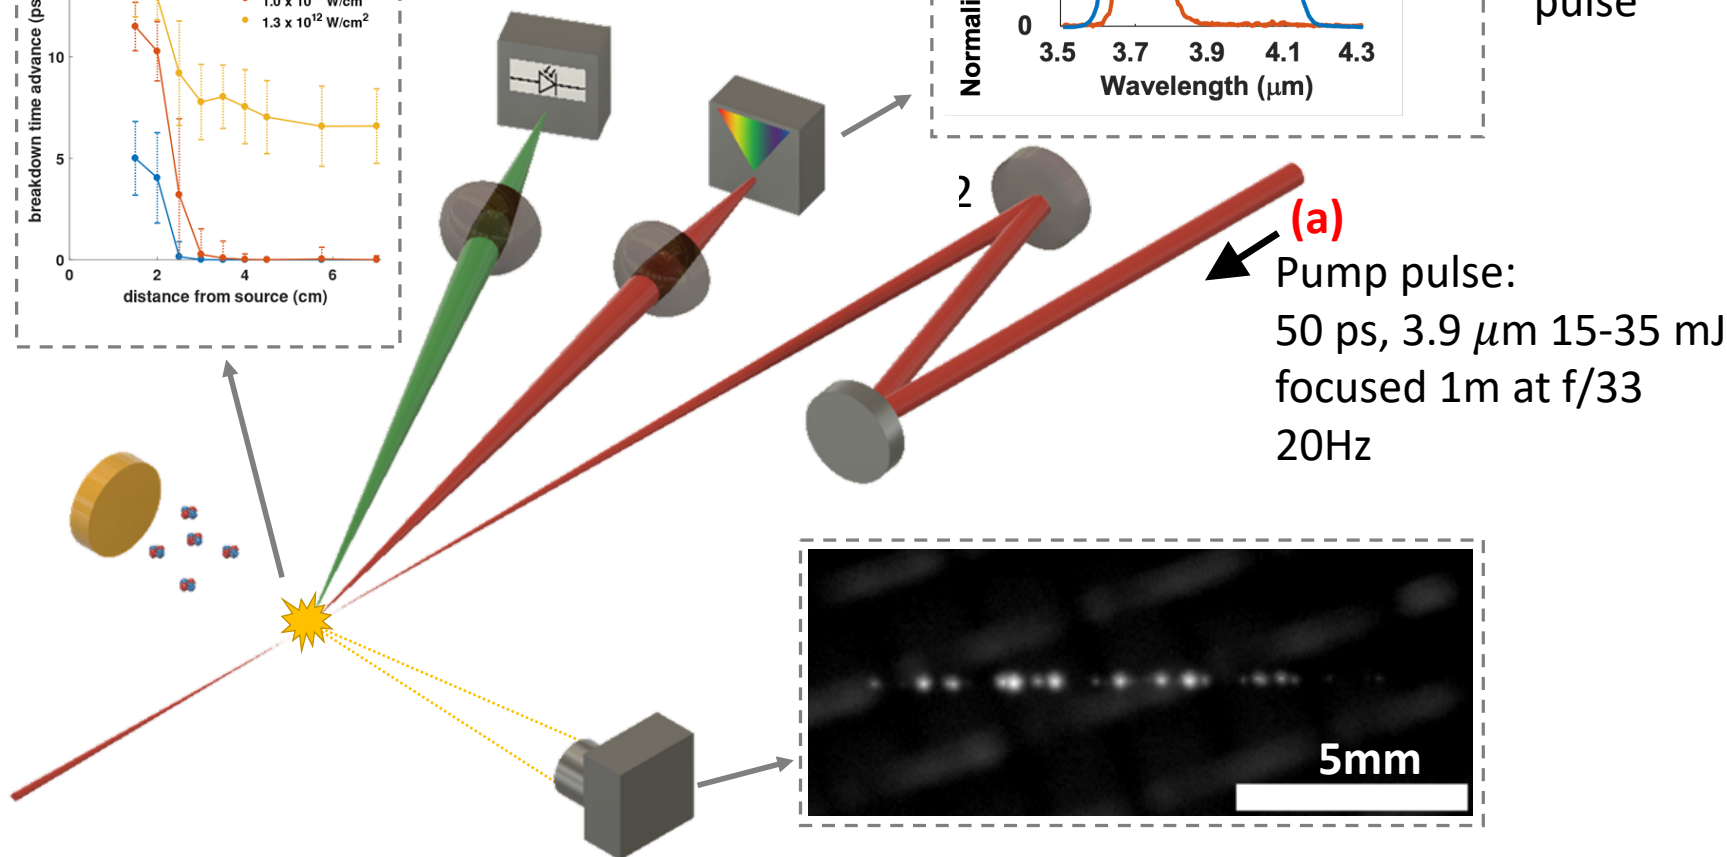 1.3 x 10¹² W/cm²
breakdown time advance (ps
10
5
0
0 2 4 6
distance from source (cm)
Normali
0
3.5 3.7 3.9 4.1 4.3
Wavelength (μm)
pulse
2
(a)
Pump pulse:
50 ps, 3.9 𝜇m 15-35 mJ
focused 1m at f/33
20Hz
5mm